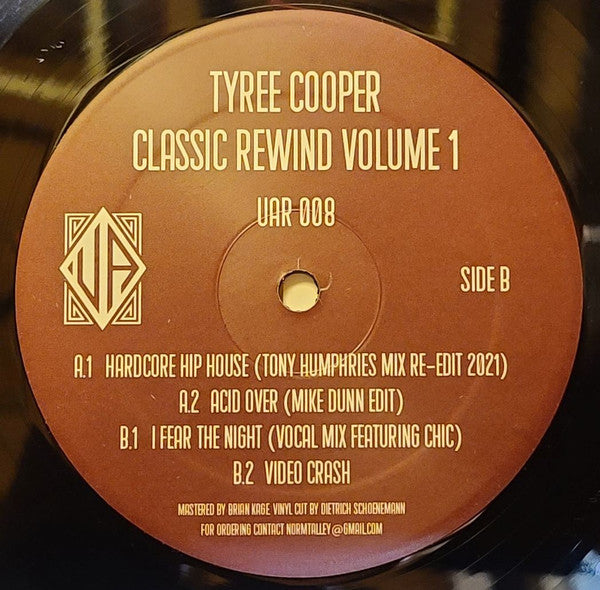 TYREE COOPER
CLASSIC REWIND VOLUME 1
UAR 008
SIDE B
A.1 HARDCORE HIP HOUSE (TONY HUMPHRIES MIX RE-EDIT 2021)
A.2 ACID OVER (MIKE DUNN EDIT)
B.1 I FEAR THE NIGHT (VOCAL MIX FEATURING CHIC)
B.2 VIDEO CRASH
MASTERED BY BRIAN KAGE VINYL CUT BY DIETRICH SCHOENEMANN
FOR ORDERING CONTACT NORMTALLEY@GMAIL.COM